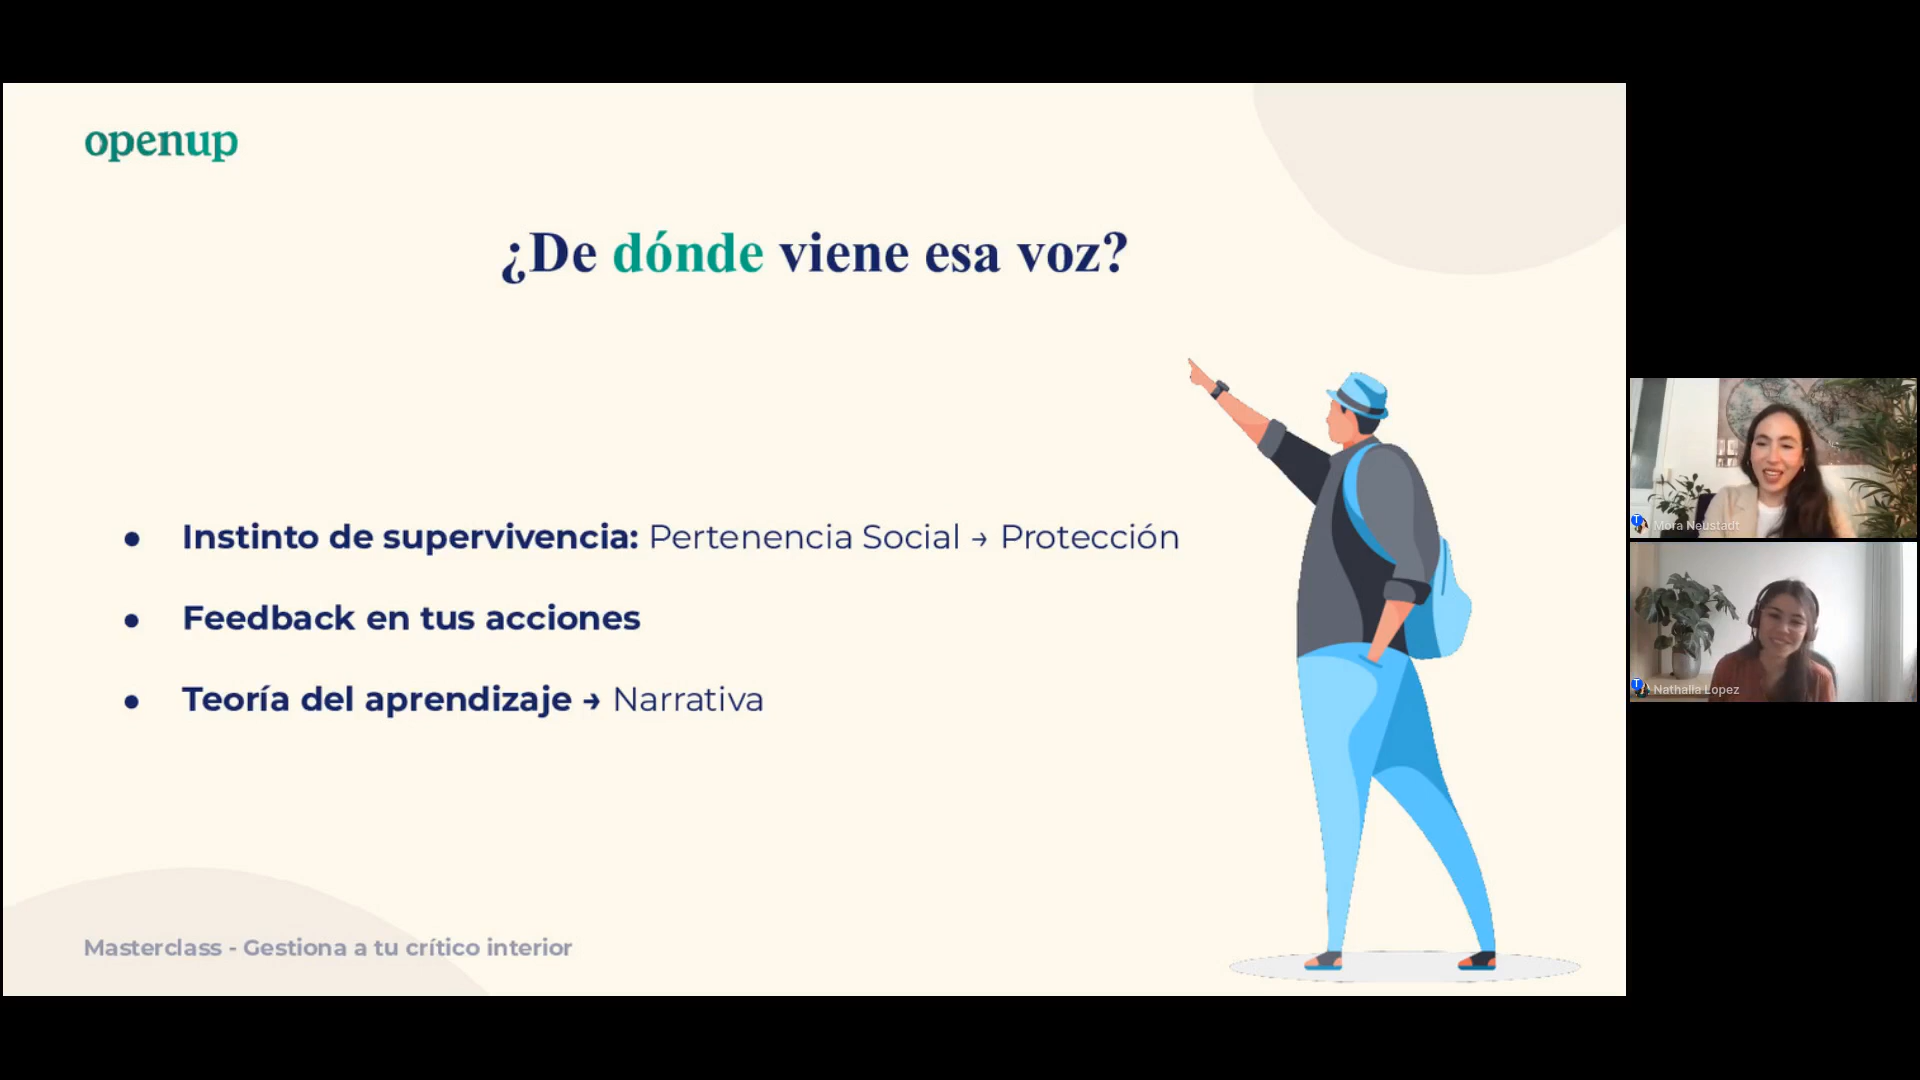 openup
¿De dónde viene esa voz?
● Instinto de supervivencia: Pertenencia Social → Protección
● Feedback en tus acciones
● Teoría del aprendizaje → Narrativa
Masterclass - Gestiona a tu crítico interior
Mora Neustadt
Nathalia Lopez